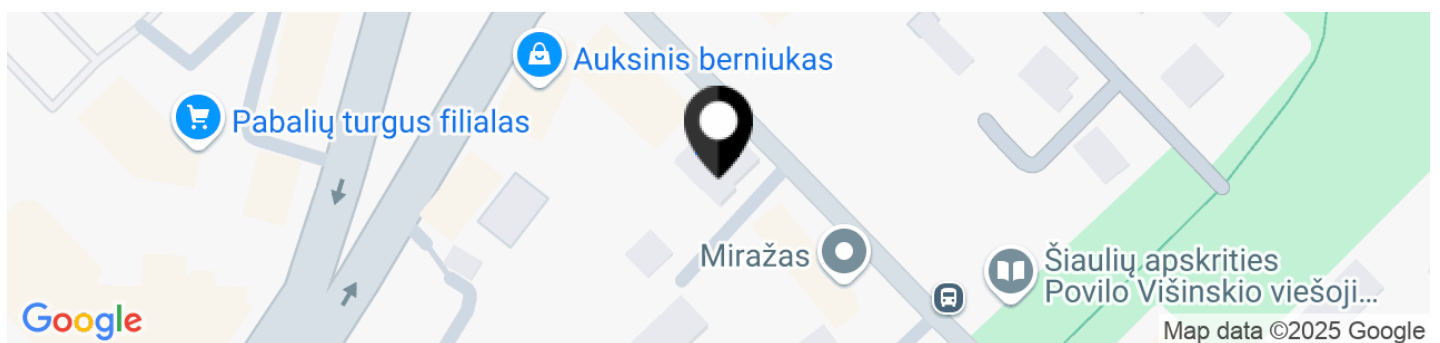 Auksinis berniukas
Pabalių turgus filialas
Miražas
Šiaulių apskrities
Povilo Višinskio viešoji...
Google
Map data ©2025 Google